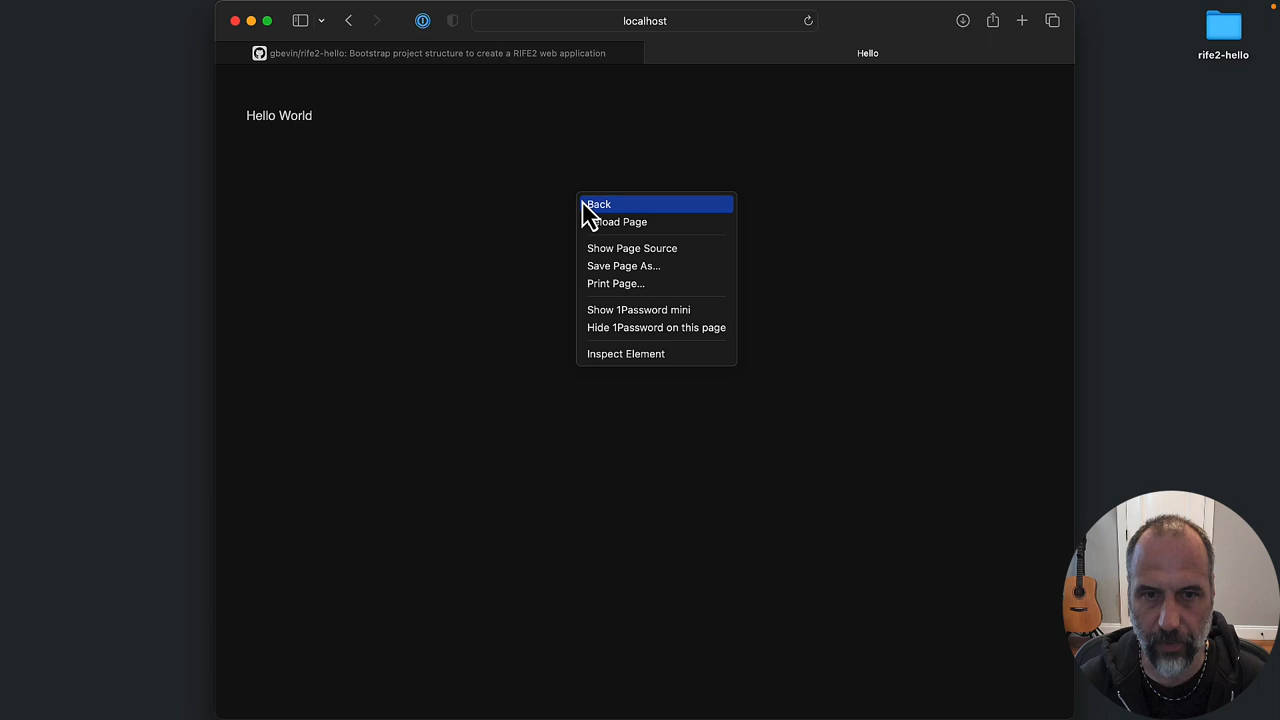 localhost
rife2-hello
gbevin/rife2-hello: Bootstrap project structure to create a RIFE2 web application
Hello
Hello World
Back
Page
Show Page Source
Save Page As...
Print Page...
Show 1Password mini
Hide 1Password on this page
Inspect Element